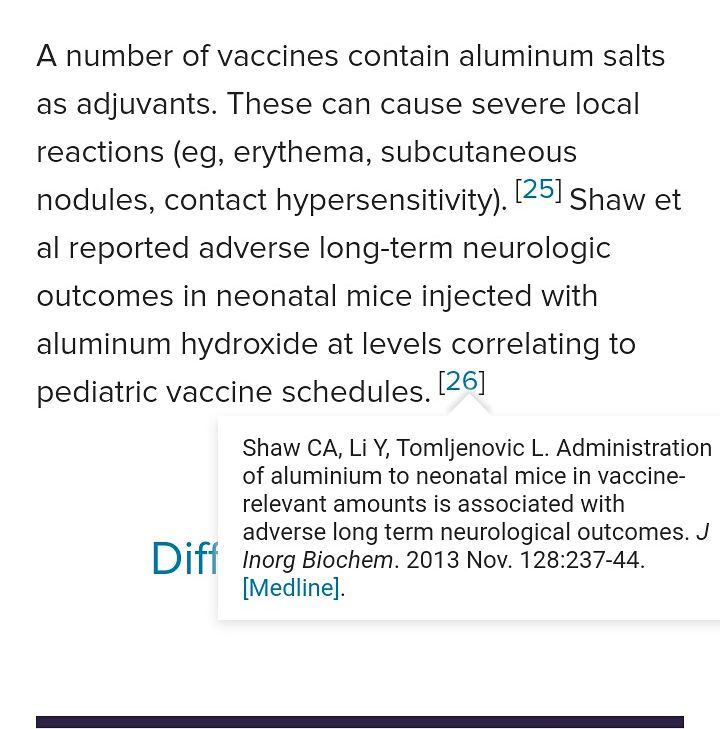 A number of vaccines contain aluminum salts
as adjuvants. These can cause severe local
reactions (eg, erythema, subcutaneous
nodules, contact hypersensitivity). [25] Shaw et
al reported adverse long-term neurologic
outcomes in neonatal mice injected with
aluminum hydroxide at levels correlating to
pediatric vaccine schedules. [26]
Shaw CA, Li Y, Tomljenovic L. Administration
of aluminium to neonatal mice in vaccine-
relevant amounts is associated with
adverse long term neurological outcomes. J
Inorg Biochem. 2013 Nov. 128:237-44.
[Medline].